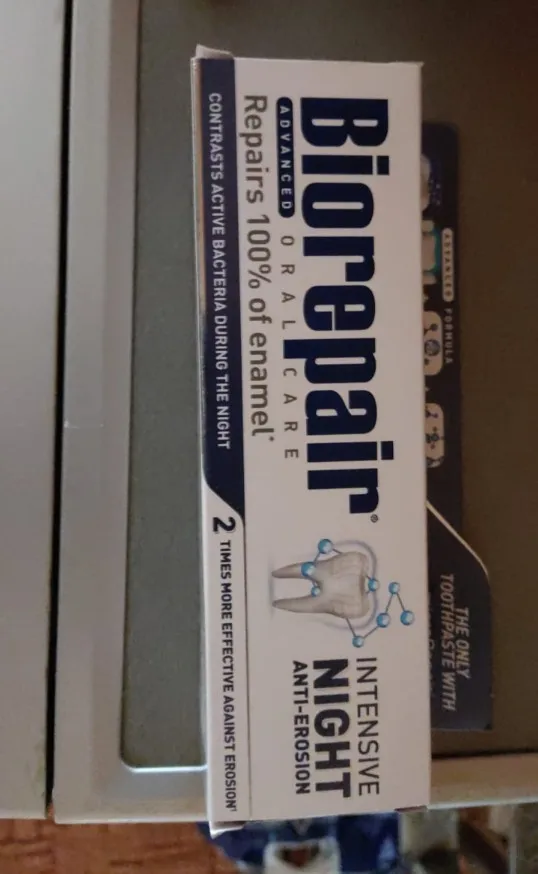 Biorepair®
ADVANCED ORAL CARE
Repairs 100% of enamel*
CONTRASTS ACTIVE BACTERIA DURING THE NIGHT
2 TIMES MORE EFFECTIVE AGAINST EROSION¹
INTENSIVE
NIGHT
ANTI-EROSION
ADVANCED FORMULA
THE ONLY
TOOTHPASTE WITH